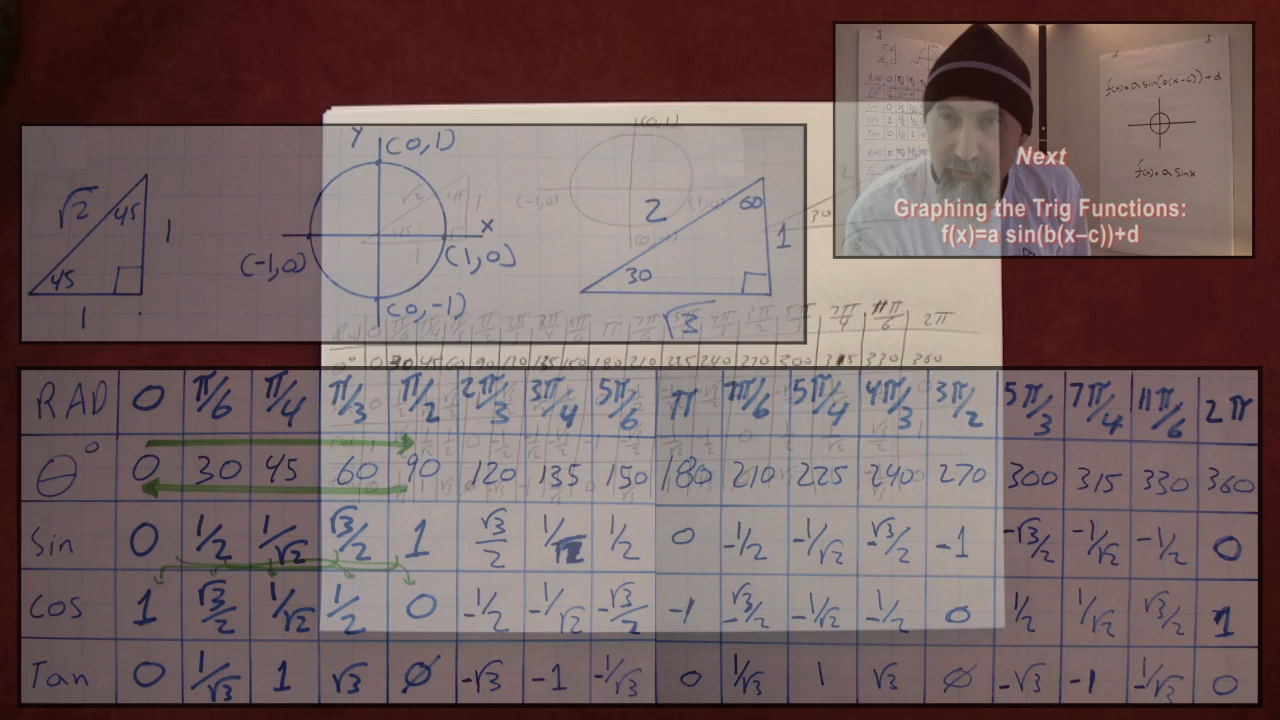 Y (0,1)
√2 45 1
45
1
(-1,0) X (1,0)
(0,-1)
2 60
30 1
√3
f(x)=a sin(b(x-c))+d
f(x)=a sinx
Next
Graphing the Trig Functions:
f(x)=a sin(b(x–c))+d
RAD 0 π/6 π/4 π/3 π/2 2π/3 3π/4 5π/6 π 7π/6 5π/4 4π/3 3π/2 5π/3 7π/4 11π/6 2π
θ° 0 30 45 60 90 120 135 150 180 210 225 240 270 300 315 330 360
Sin 0 1/2 1/√2 √3/2 1 √3/2 1/√2 1/2 0 -1/2 -1/√2 -√3/2 -1 -√3/2 -1/√2 -1/2 0
COS 1 √3/2 1/√2 1/2 0 -1/2 -1/√2 -√3/2 -1 -√3/2 -1/√2 -1/2 0 1/2 1/√2 √3/2 1
Tan 0 1/√3 1 √3 ∅ -√3 -1 -1/√3 0 1/√3 1 √3 ∅ -√3 -1 1/-√3 0